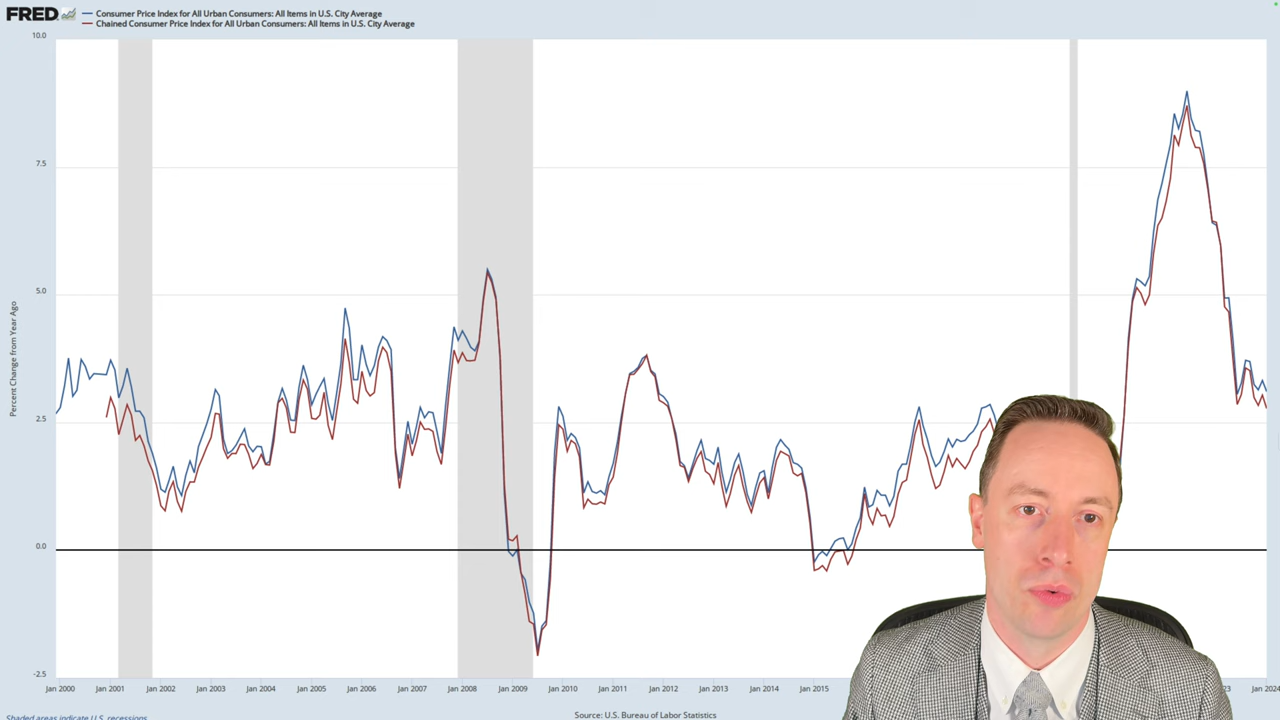 FRED
Consumer Price Index for All Urban Consumers: All Items in U.S. City Average
Chained Consumer Price Index for All Urban Consumers: All Items in U.S. City Average
10.0
7.5
5.0
2.5
0.0
-2.5
Percent Change from Year Ago
Jan 2000 Jan 2001 Jan 2002 Jan 2003 Jan 2004 Jan 2005 Jan 2006 Jan 2007 Jan 2008 Jan 2009 Jan 2010 Jan 2011 Jan 2012 Jan 2013 Jan 2014 Jan 2015 23 Jan 2024
Source: U.S. Bureau of Labor Statistics
Shaded areas indicate U.S. recessions.